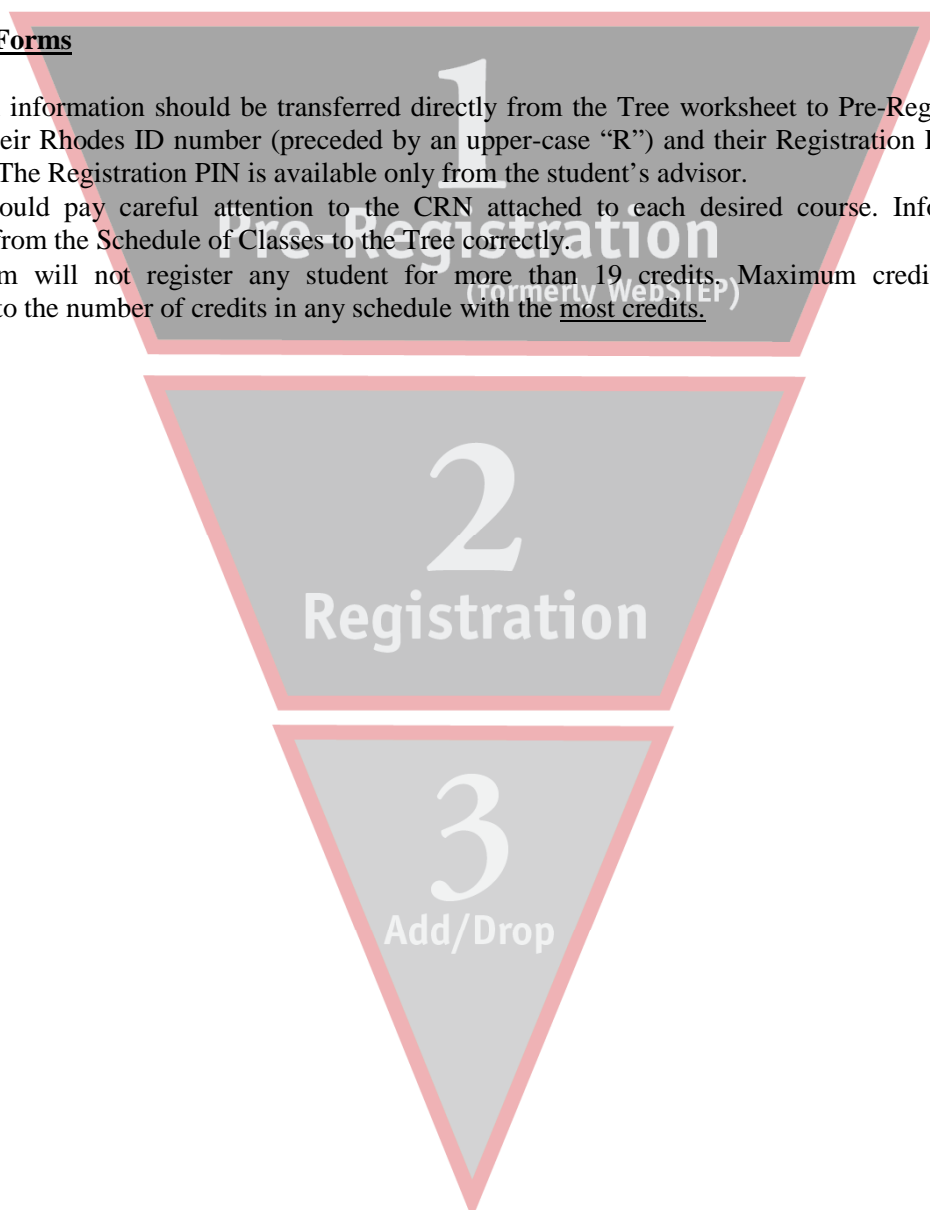 Forms
information should be transferred directly from the Tree worksheet to Pre-Reg
eir Rhodes ID number (preceded by an upper-case “R”) and their Registration
The Registration PIN is available only from the student’s advisor.
ould pay careful attention to the CRN attached to each desired course. Info
from the Schedule of Classes to the Tree correctly.
m will not register any student for more than 19 credits. Maximum credi
to the number of credits in any schedule with the most credits.
1
Pre-Registration
(formerly WebSTEP)
2
Registration
3
Add/Drop